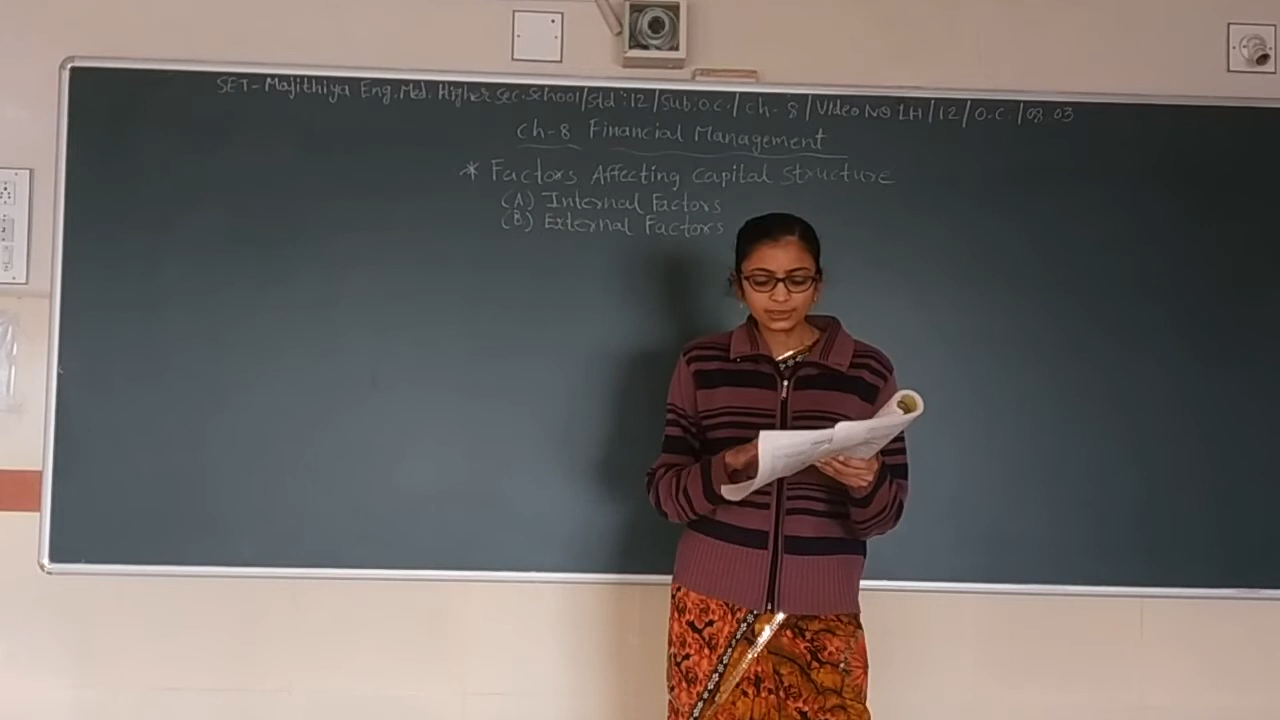 SET-Majithiya Eng.Med. Higher Sec. School/Std:12/Sub:O.C./Ch-8/Video No LH/12/O.C./08.03
Ch-8 Financial Management
* Factors Affecting Capital Structure
(A) Internal Factors
(B) External Factors